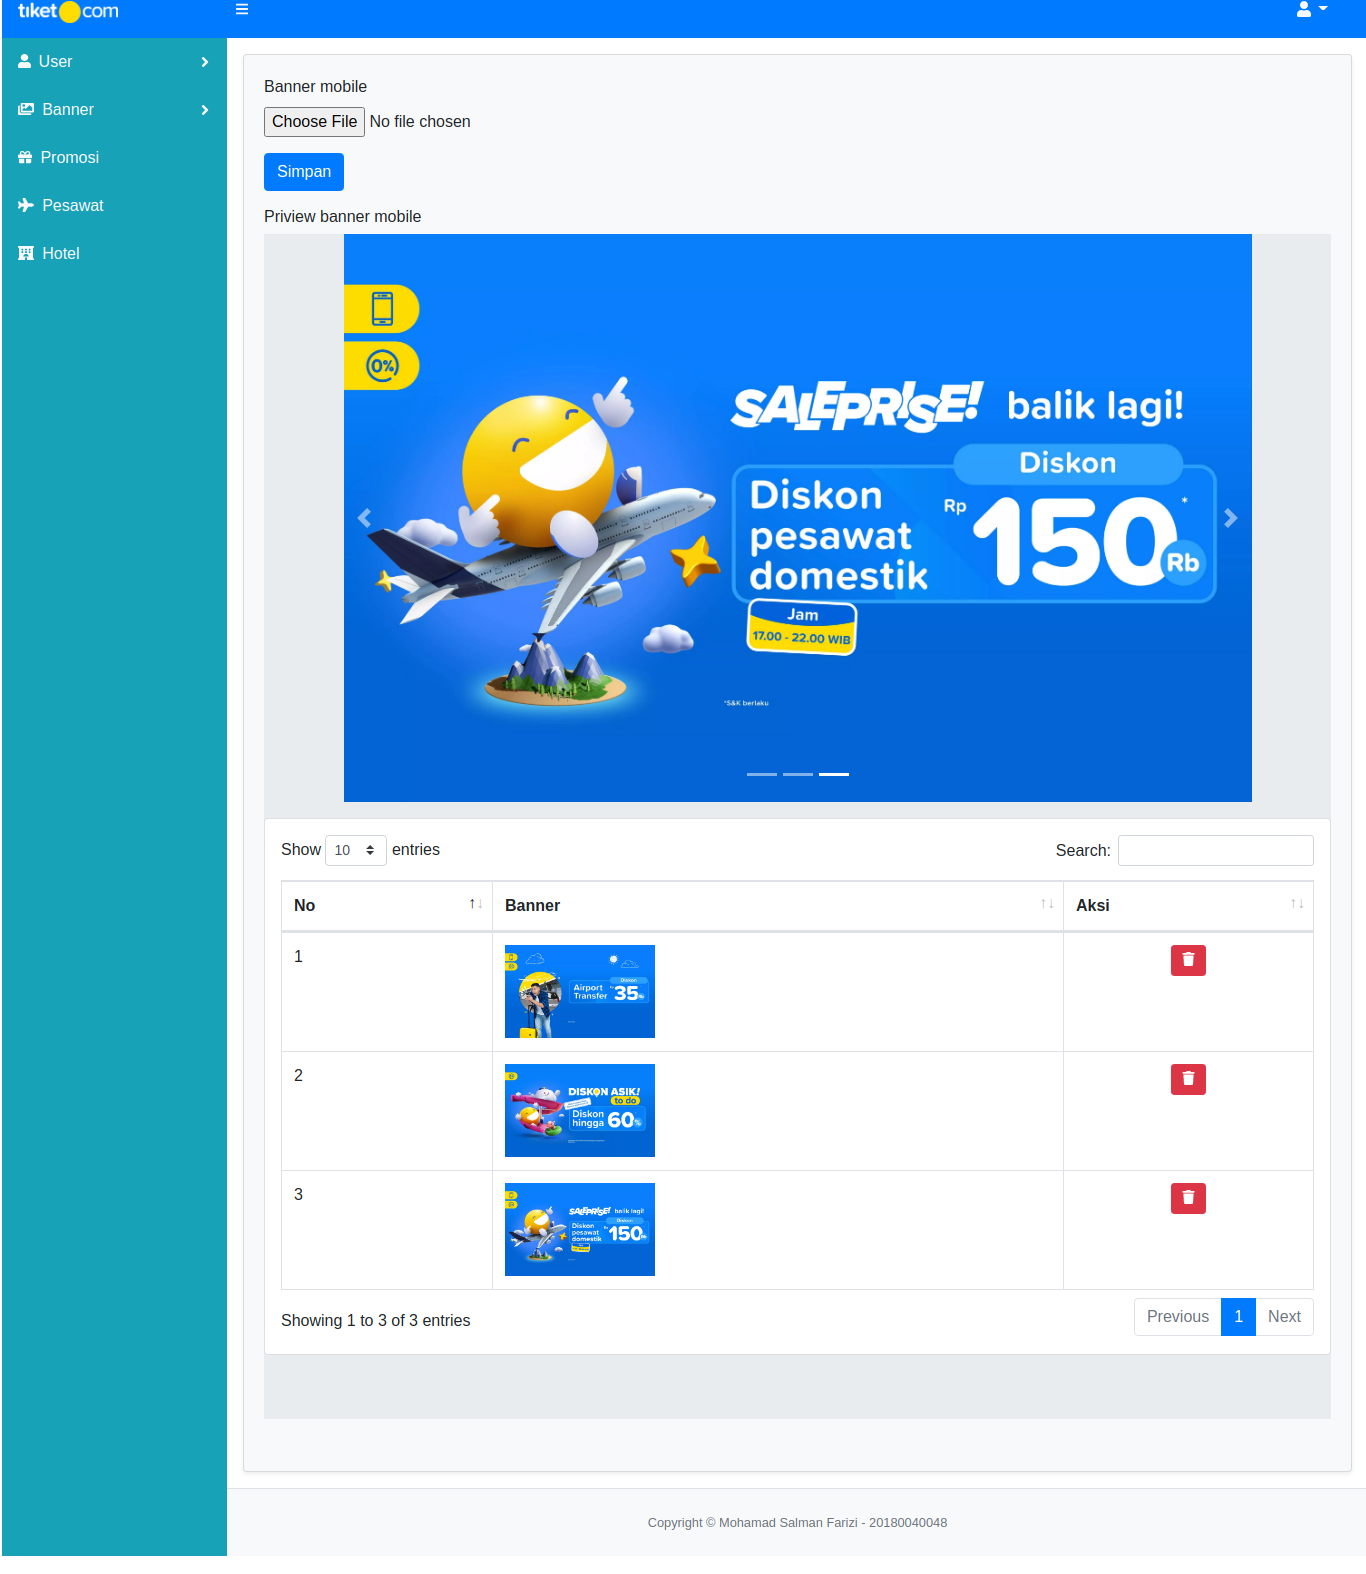 tiket com
User
Banner
Promosi
Pesawat
Hotel
Banner mobile
Choose File No file chosen
Simpan
Priview banner mobile
0%
SALEPRISE! balik lagi!
Diskon
Diskon pesawat domestik
Rp 150 Rb *
Jam
17.00 - 22.00 WIB
*S&K berlaku
Show 10 entries
Search:
No ↑↓ Banner ↑↓ Aksi ↑↓
1
Diskon
Airport
Transfer 35
2
DISKON ASIK!
to do
Diskon
hingga 60%
3
SALEPRISE! balik lagi!
Diskon
Diskon
pesawat
domestik
150
Showing 1 to 3 of 3 entries
Previous 1 Next
Copyright © Mohamad Salman Farizi - 20180040048